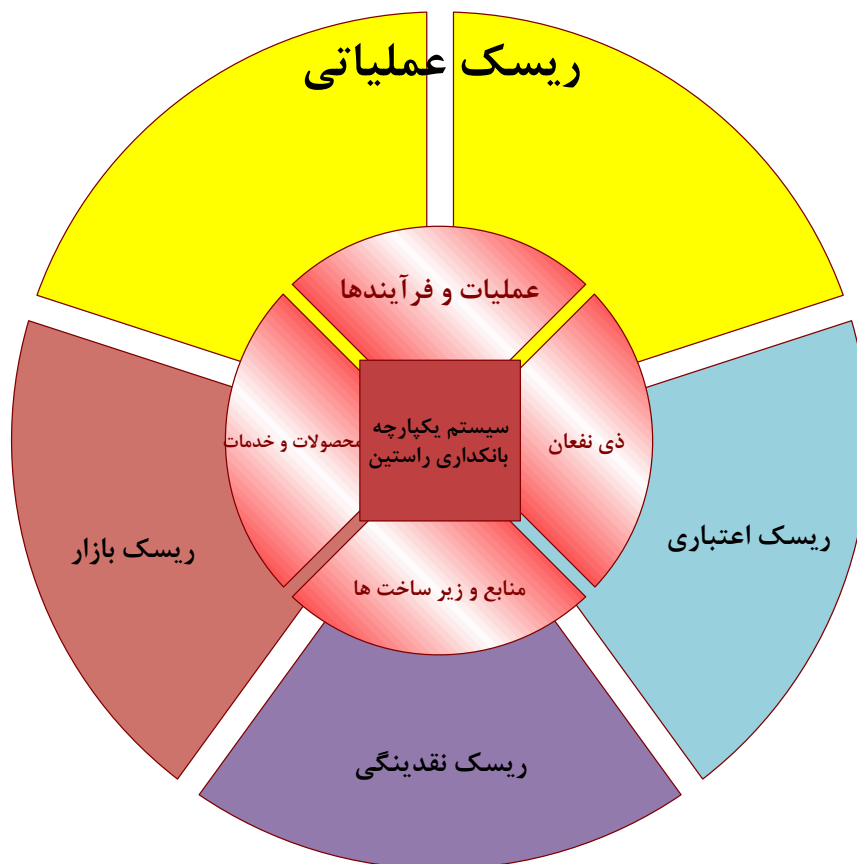 ریسک عملیاتی
عملیات و فرآیندها
ذی نفعان
سیستم یکپارچه
بانکداری راستین
محصولات و خدمات
منابع و زیر ساخت ها
ریسک اعتباری
ریسک بازار
ریسک نقدینگی